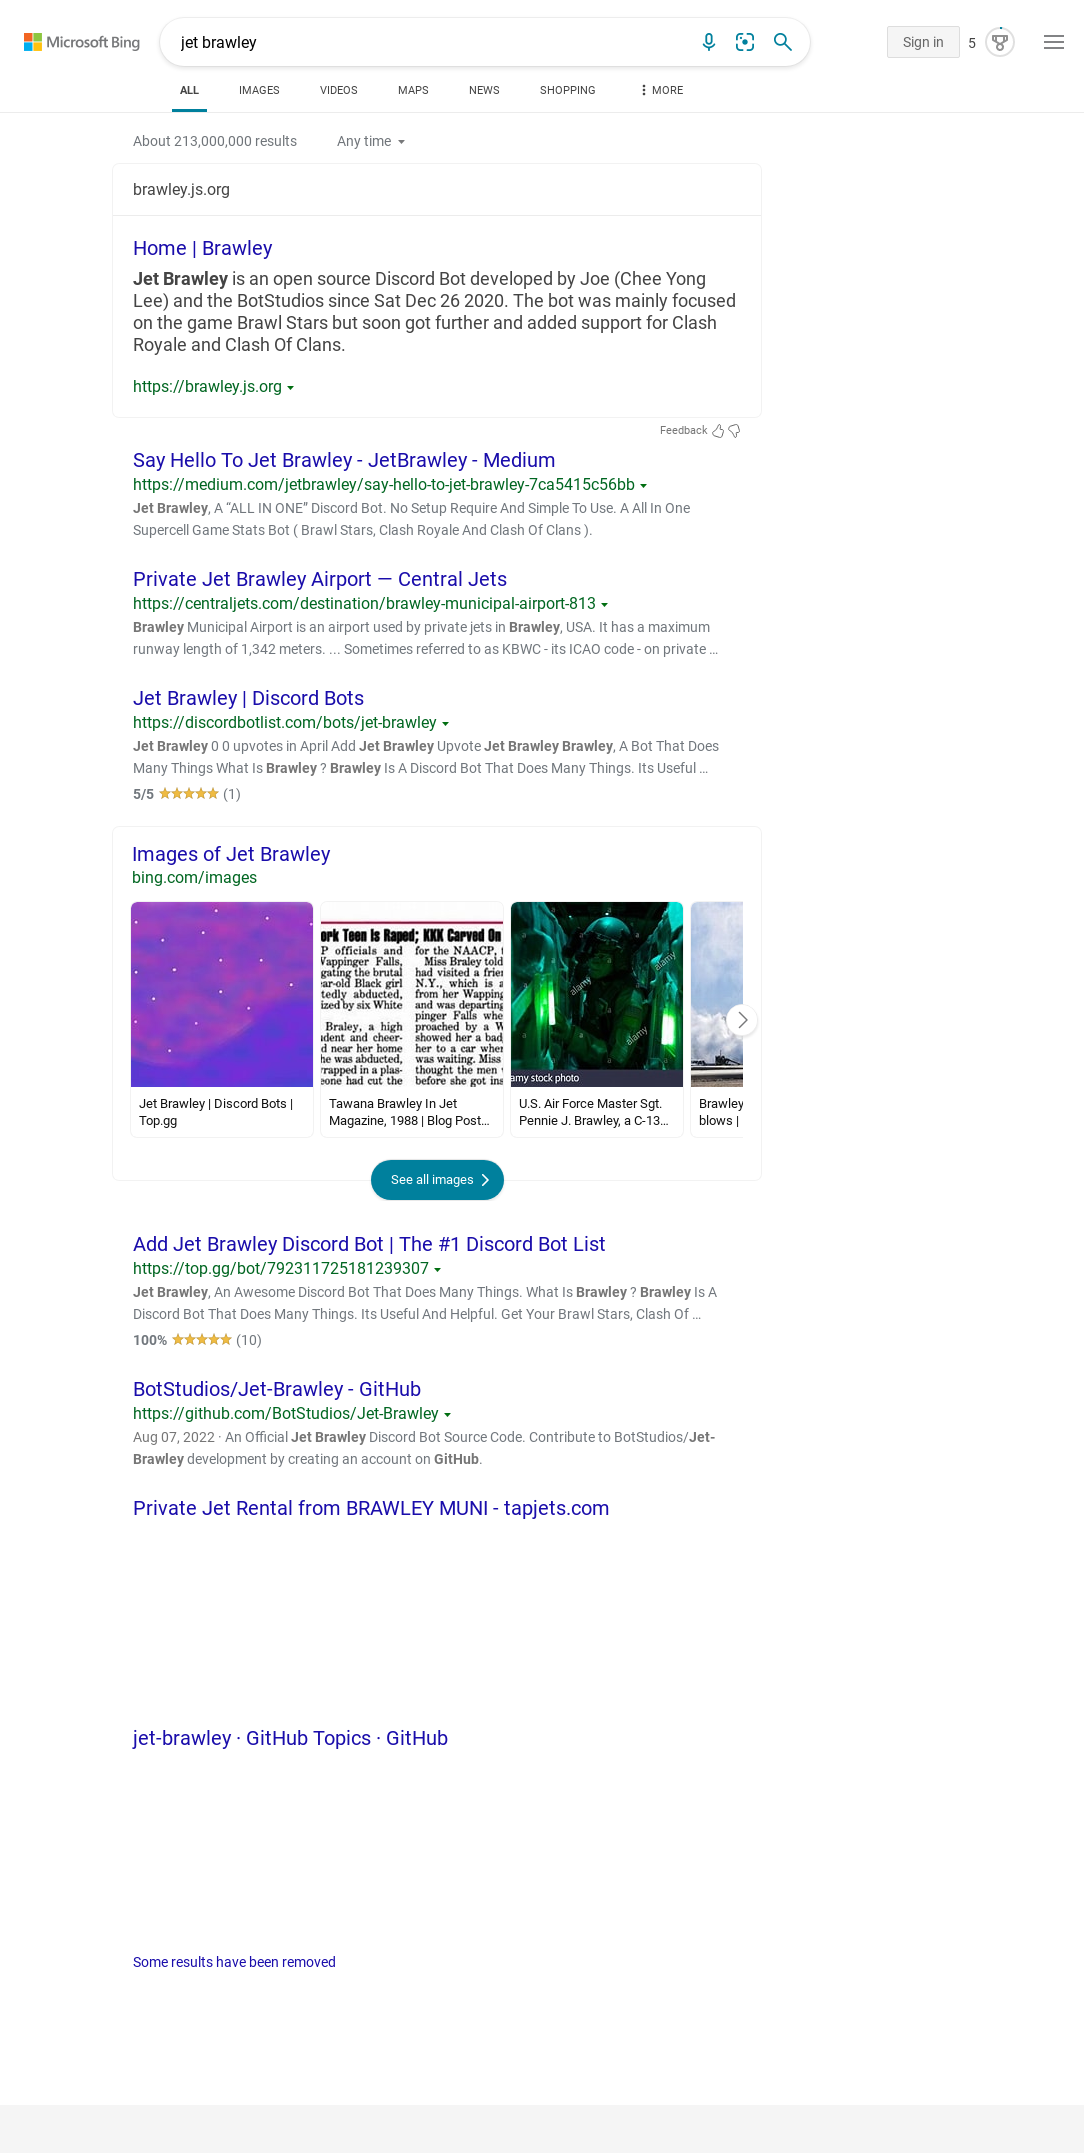 Microsoft Bing
jet brawley
Sign in
5
ALL
IMAGES
VIDEOS
MAPS
NEWS
SHOPPING
MORE
About 213,000,000 results
Any time
brawley.js.org
Home | Brawley
Jet Brawley is an open source Discord Bot developed by Joe (Chee Yong
Lee) and the BotStudios since Sat Dec 26 2020. The bot was mainly focused
on the game Brawl Stars but soon got further and added support for Clash
Royale and Clash Of Clans.
https://brawley.js.org
Feedback
Say Hello To Jet Brawley - JetBrawley - Medium
https://medium.com/jetbrawley/say-hello-to-jet-brawley-7ca5415c56bb
Jet Brawley, A “ALL IN ONE” Discord Bot. No Setup Require And Simple To Use. A All In One
Supercell Game Stats Bot ( Brawl Stars, Clash Royale And Clash Of Clans ).
Private Jet Brawley Airport — Central Jets
https://centraljets.com/destination/brawley-municipal-airport-813
Brawley Municipal Airport is an airport used by private jets in Brawley, USA. It has a maximum
runway length of 1,342 meters. ... Sometimes referred to as KBWC - its ICAO code - on private …
Jet Brawley | Discord Bots
https://discordbotlist.com/bots/jet-brawley
Jet Brawley 0 0 upvotes in April Add Jet Brawley Upvote Jet Brawley Brawley, A Bot That Does
Many Things What Is Brawley ? Brawley Is A Discord Bot That Does Many Things. Its Useful …
5/5 (1)
Images of Jet Brawley
bing.com/images
ork Teen Is Raped; KKK Carved On
P officials and
Wappinger Falls,
gating the brutal
ear-old Black girl
tedly abducted,
ized by six White
Braley, a high
dent and cheer-
d near her home
he was abducted,
wrapped in a plas-
eone had cut the
for the NAACP, t
Miss Braley told
had visited a frien
N.Y., which is a
from her Wapping
and was departing
pinger Falls whe
proached by a W
showed her a bad
her to a car when
was waiting. Miss
thought the men w
before she got ins
alamy
alamy
alamy
amy stock photo
Jet Brawley | Discord Bots |
Top.gg
Tawana Brawley In Jet
Magazine, 1988 | Blog Post…
U.S. Air Force Master Sgt.
Pennie J. Brawley, a C-13…
Brawley
blows |
See all images
Add Jet Brawley Discord Bot | The #1 Discord Bot List
https://top.gg/bot/792311725181239307
Jet Brawley, An Awesome Discord Bot That Does Many Things. What Is Brawley ? Brawley Is A
Discord Bot That Does Many Things. Its Useful And Helpful. Get Your Brawl Stars, Clash Of …
100% (10)
BotStudios/Jet-Brawley - GitHub
https://github.com/BotStudios/Jet-Brawley
Aug 07, 2022 · An Official Jet Brawley Discord Bot Source Code. Contribute to BotStudios/Jet-
Brawley development by creating an account on GitHub.
Private Jet Rental from BRAWLEY MUNI - tapjets.com
jet-brawley · GitHub Topics · GitHub
Some results have been removed